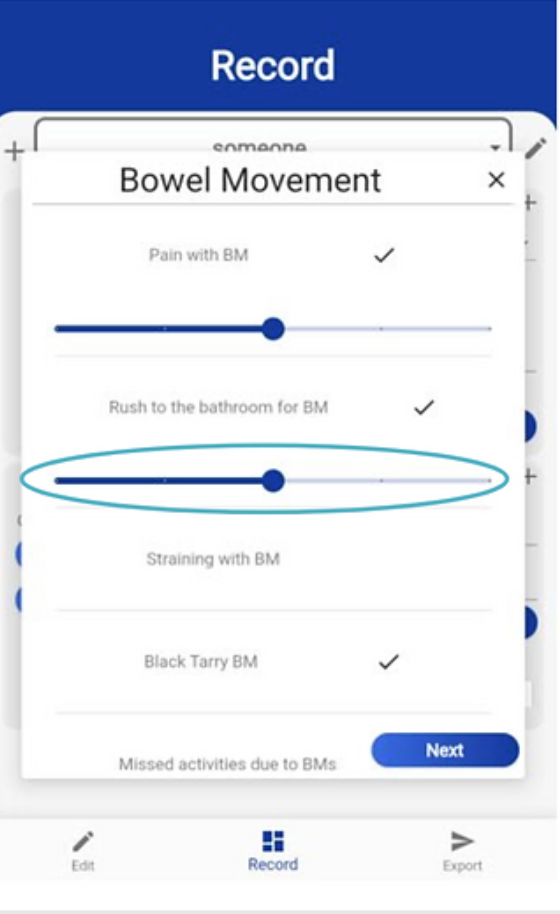 Record
someone
Bowel Movement
Pain with BM
Rush to the bathroom for BM
Straining with BM
Black Tarry BM
Missed activities due to BMs
Next
Edit
Record
Export